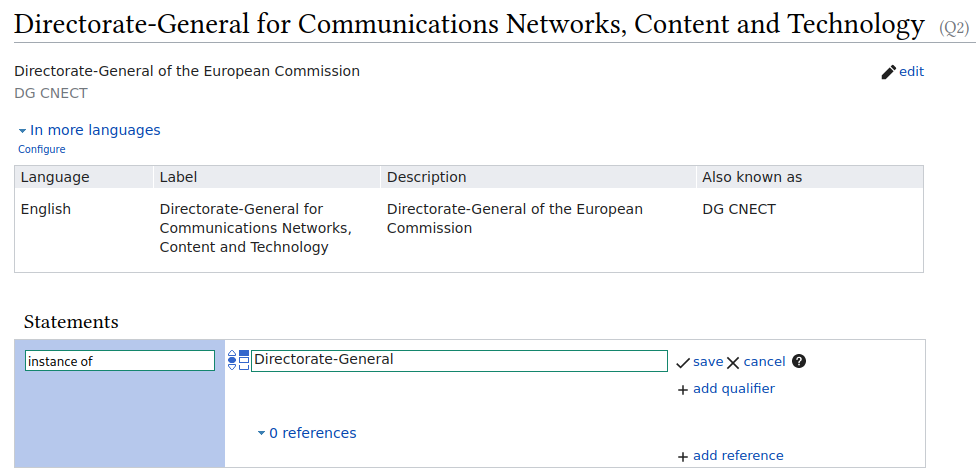 Directorate-General for Communications Networks, Content and Technology (Q2)
Directorate-General of the European Commission
edit
DG CNECT
In more languages
Configure
Language Label Description Also known as
English Directorate-General for Directorate-General of the European DG CNECT
Communications Networks, Commission
Content and Technology
Statements
instance of Directorate-General save cancel ?
+ add qualifier
0 references
+ add reference